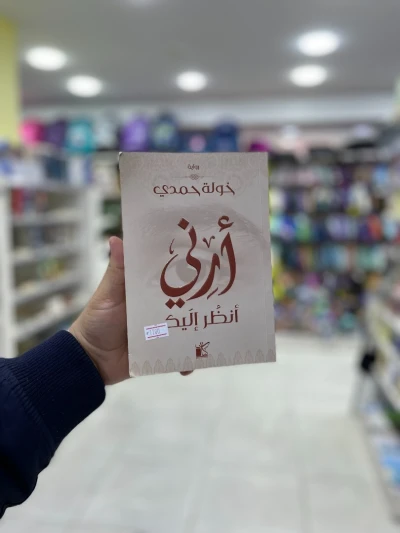 رواية
خولة حمدي
أرني
أنظر إليك